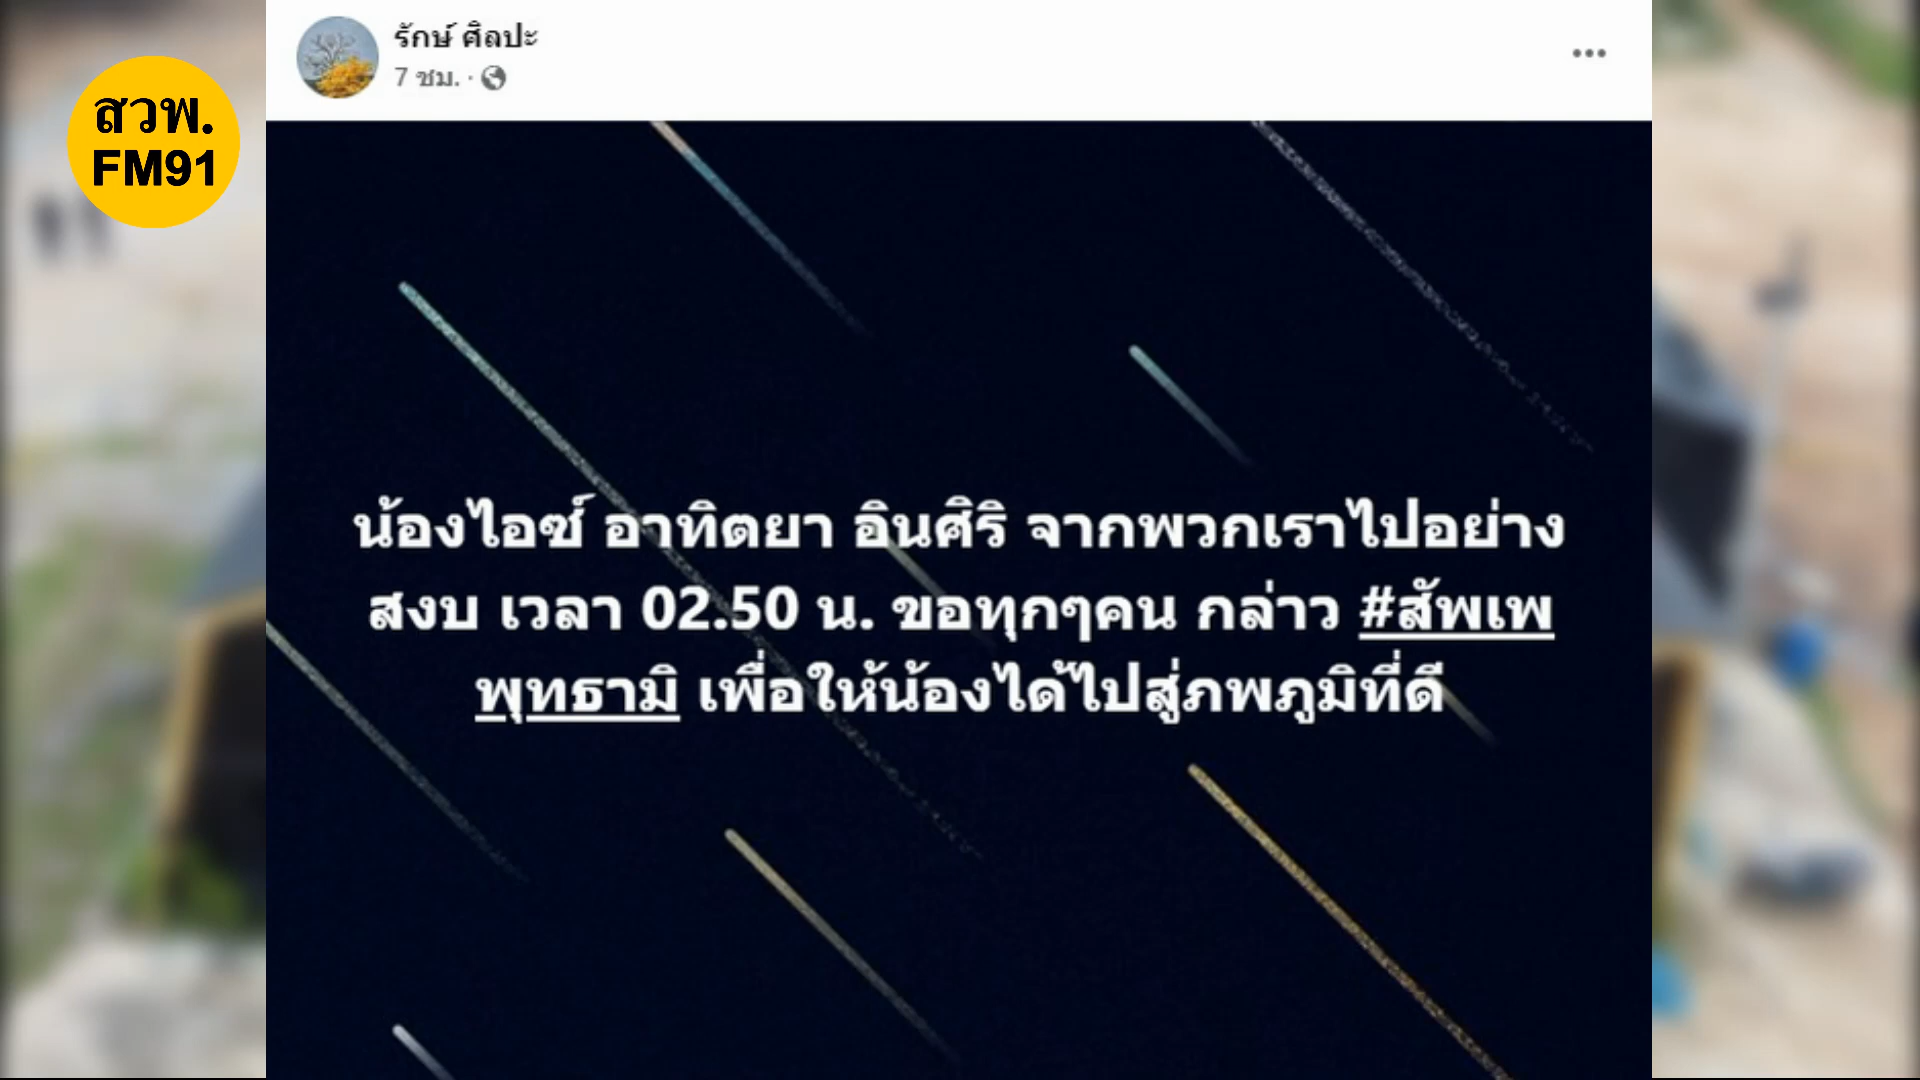 สวพ.
FM91
รักษ์ ศิลปะ
7 ชม. ·
น้องไอซ์ อาทิตยา อินศิริ จากพวกเราไปอย่าง
สงบ เวลา 02.50 น. ขอทุกๆคน กล่าว #สัพเพ
พุทธามิ เพื่อให้น้องได้ไปสู่ภพภูมิที่ดี